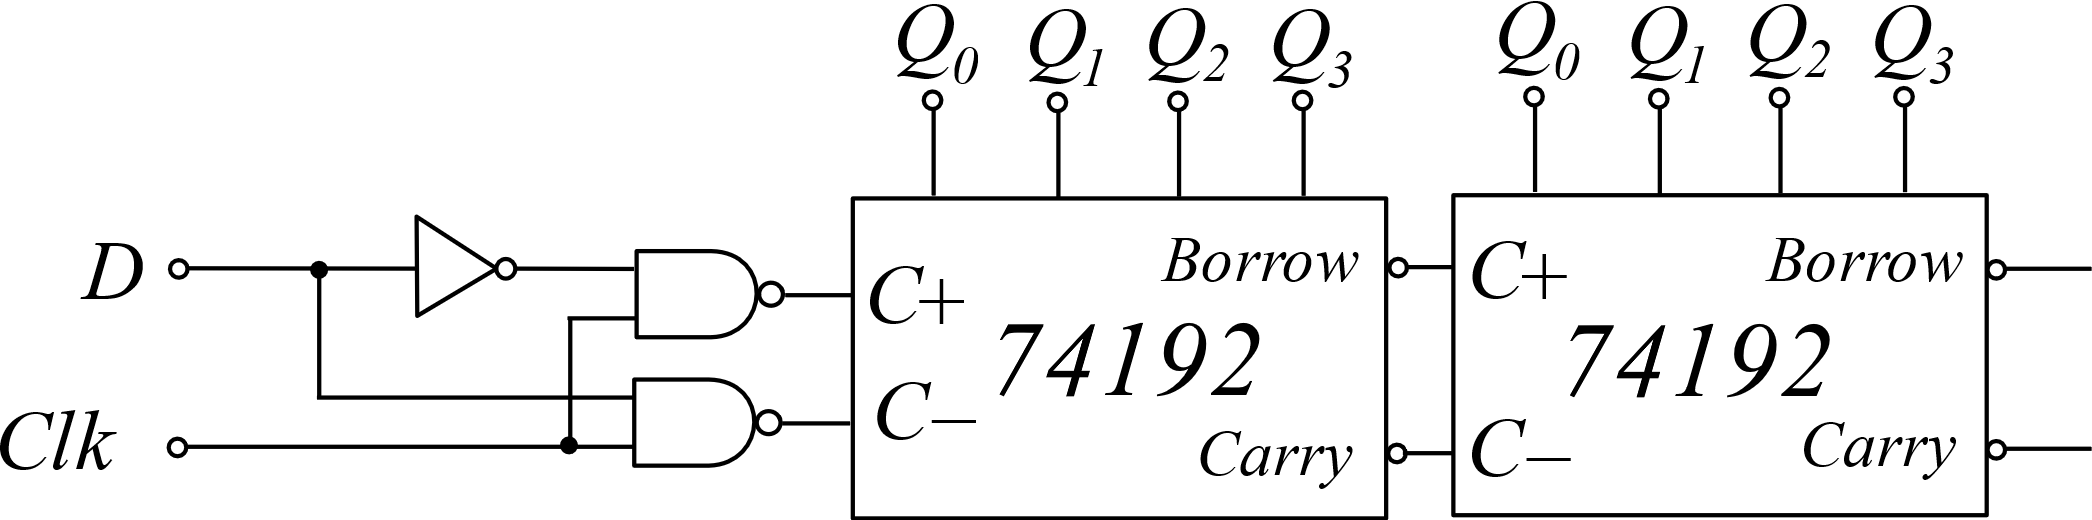 Q0 Q1 Q2 Q3 Q0 Q1 Q2 Q3
D
Clk
C+
Borrow
74192
C−
Carry
C+
Borrow
74192
C−
Carry